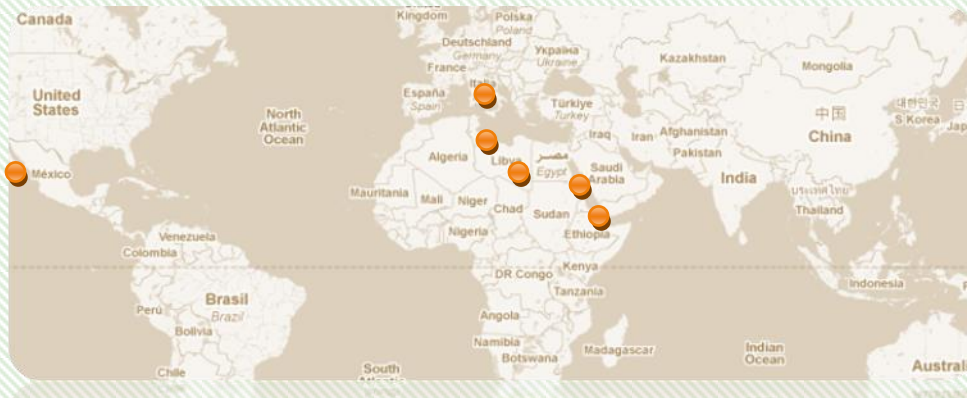 Canada
Kingdom
Polska
Poland
Deutschland
Germany
Україна
Ukraine
France
Kazakhstan
Mongolia
United
States
España
Spain
North
Atlantic
Ocean
Türkiye
Turkey
中国
China
대한민국
S Korea
Iraq
Iran
Afghanistan
Pakistan
Algeria
Libya
مصر
Egypt
Saudi
Arabia
México
India
Mauritania
Mali
Niger
Chad
Sudan
ประเทศไทย
Thailand
Nigeria
Ethiopia
Venezuela
Colombia
DR Congo
Kenya
Tanzania
Indonesia
Perú
Brasil
Brazil
Bolivia
Angola
Namibia
Botswana
Madagascar
Indian
Ocean
Chile
South